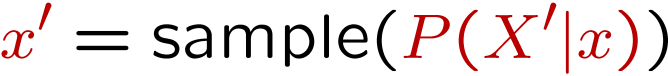 x′ = sample(P(X′|x))